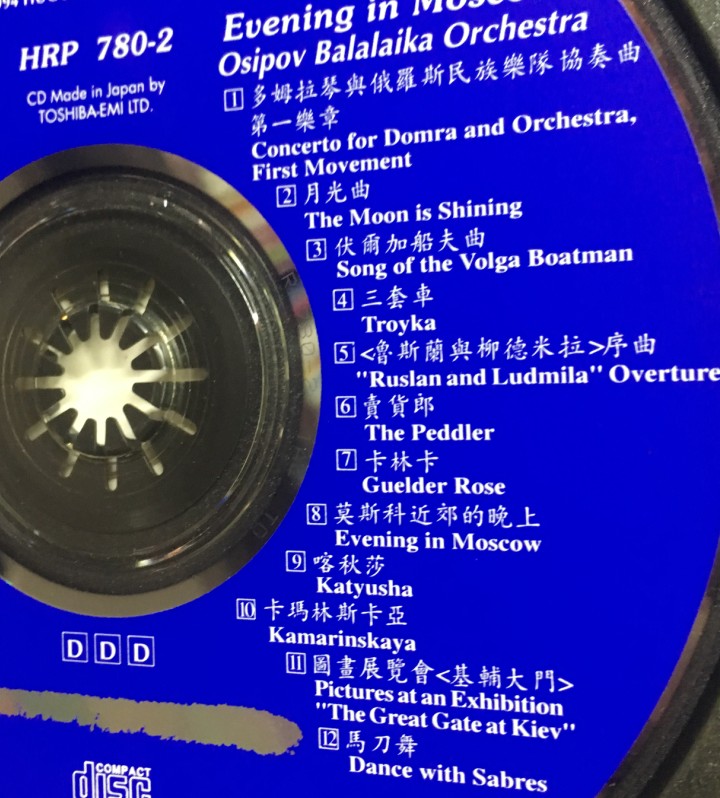 HRP 780-2
CD Made in Japan by
TOSHIBA-EMI LTD.
Evening in
Osipov Balalaika Orchestra
1 多姆拉琴與俄羅斯民族樂隊協奏曲
第一樂章
Concerto for Domra and Orchestra,
First Movement
2 月光曲
The Moon is Shining
3 伏爾加船夫曲
Song of the Volga Boatman
4 三套車
Troyka
5 <魯斯蘭與柳德米拉>序曲
"Ruslan and Ludmila" Overture
6 賣貨郎
The Peddler
7 卡林卡
Guelder Rose
8 莫斯科近郊的晚上
Evening in Moscow
9 喀秋莎
Katyusha
10 卡瑪林斯卡亞
Kamarinskaya
11 圖畫展覽會<基輔大門>
Pictures at an Exhibition
"The Great Gate at Kiev"
12 馬刀舞
Dance with Sabres
D D D
COMPACT
disc